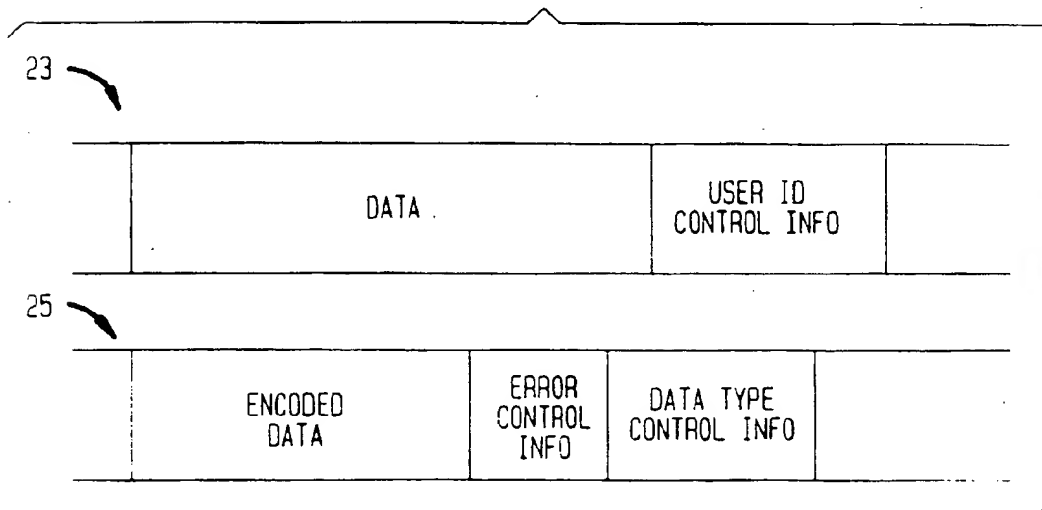 23
DATA
USER ID
CONTROL INFO
25
ENCODED
DATA
ERROR
CONTROL
INFO
DATA TYPE
CONTROL INFO